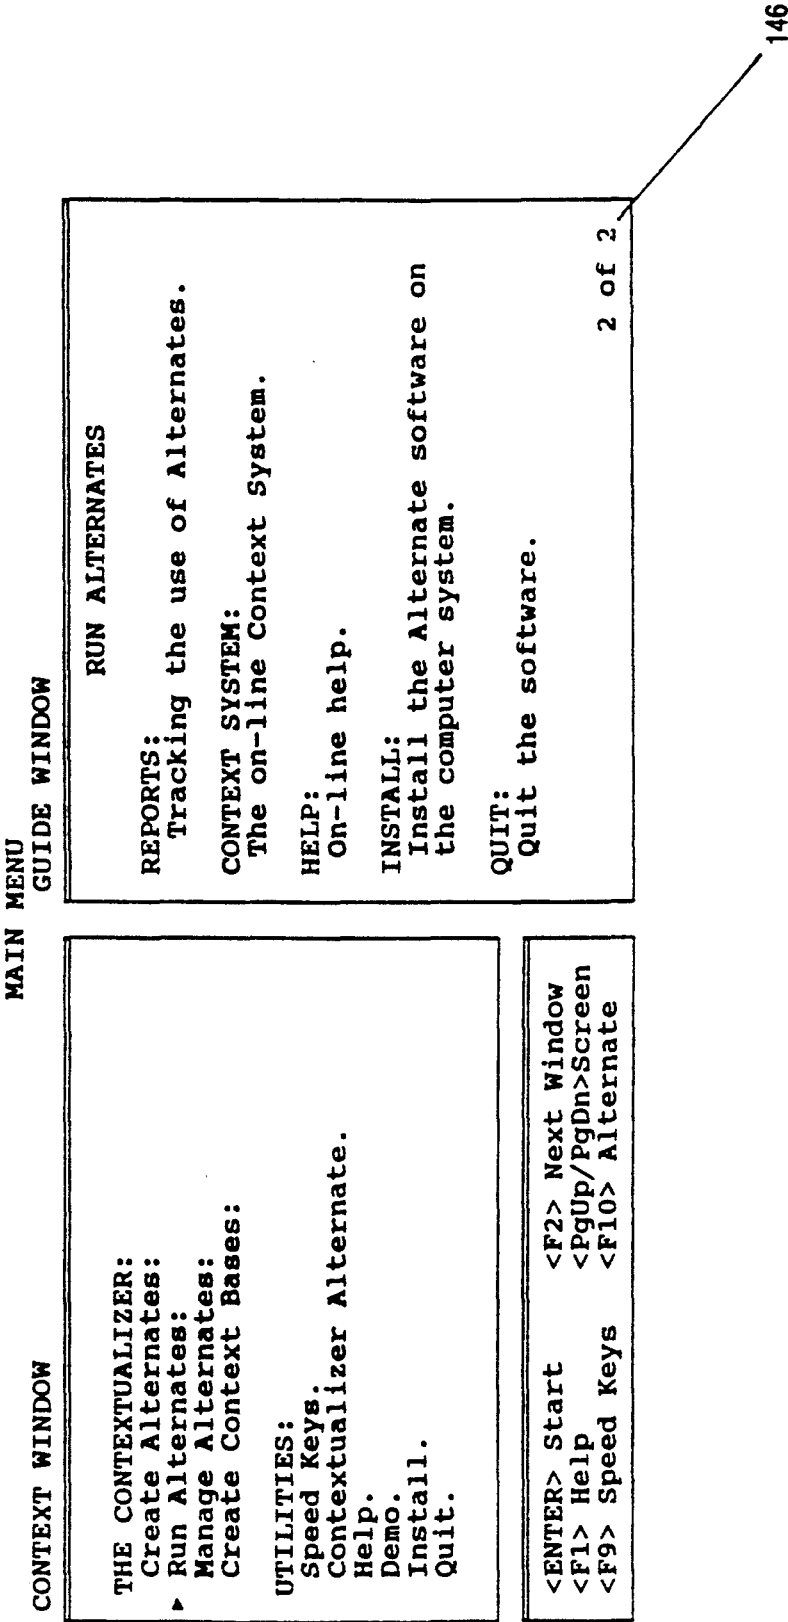 MAIN MENU
CONTEXT WINDOW
GUIDE WINDOW
THE CONTEXTUALIZER:
Create Alternates:
▸ Run Alternates:
Manage Alternates:
Create Context Bases:
UTILITIES:
Speed Keys.
Contextualizer Alternate.
Help.
Demo.
Install.
Quit.
<ENTER> Start <F2> Next Window
<F1> Help <PgUp/PgDn>Screen
<F9> Speed Keys <F10> Alternate
RUN ALTERNATES
REPORTS:
Tracking the use of Alternates.
CONTEXT SYSTEM:
The on-line Context System.
HELP:
On-line help.
INSTALL:
Install the Alternate software on
the computer system.
QUIT:
Quit the software.
2 of 2
146